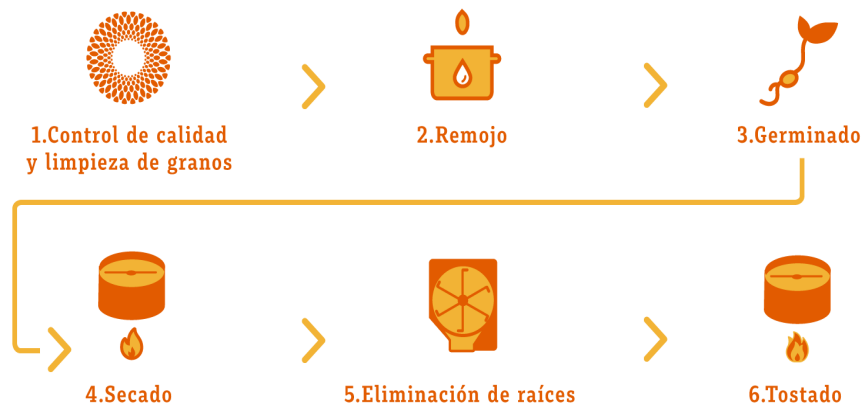 1.Control de calidad
y limpieza de granos
2.Remojo
3.Germinado
4.Secado
5.Eliminación de raíces
6.Tostado